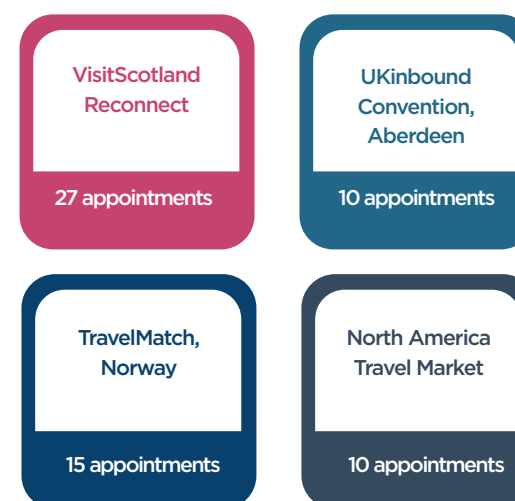 VisitScotland
Reconnect
27 appointments
UKinbound
Convention,
Aberdeen
10 appointments
TravelMatch,
Norway
15 appointments
North America
Travel Market
10 appointments